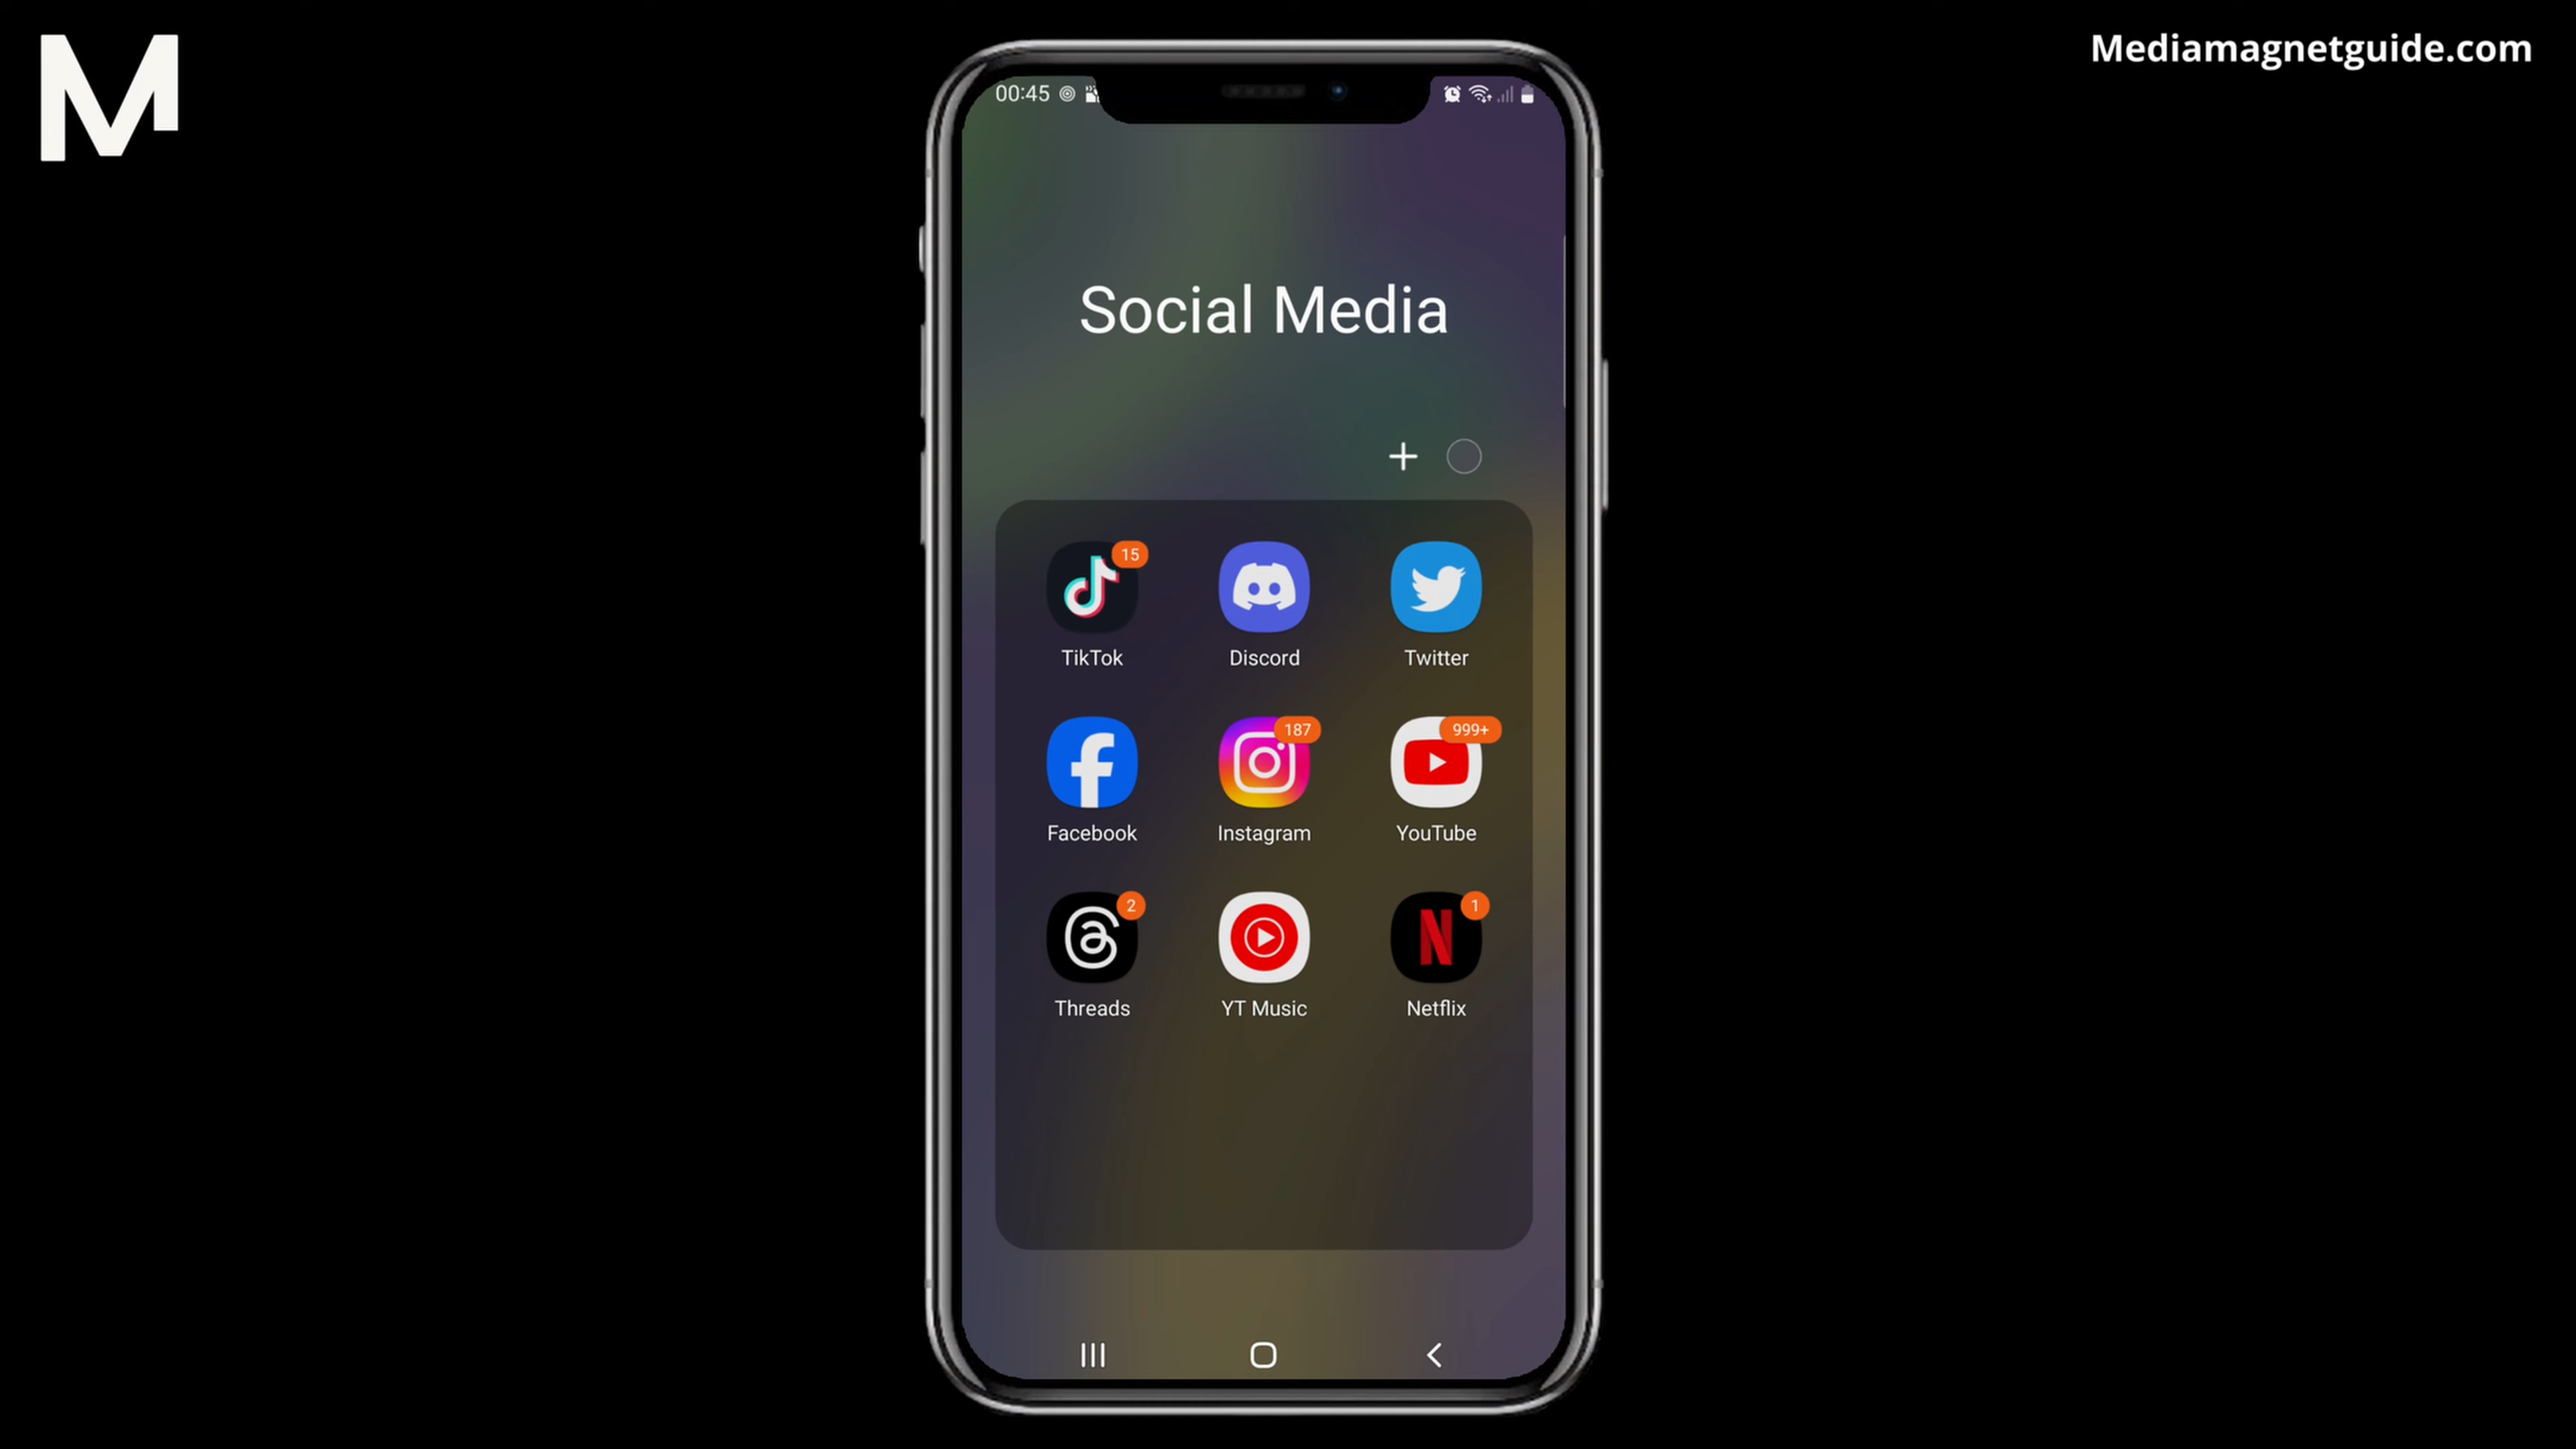 M
Mediamagnetguide.com
00:45
Social Media
15
TikTok
Discord
Twitter
187
999+
Facebook
Instagram
YouTube
2
1
N
Threads
YT Music
Netflix